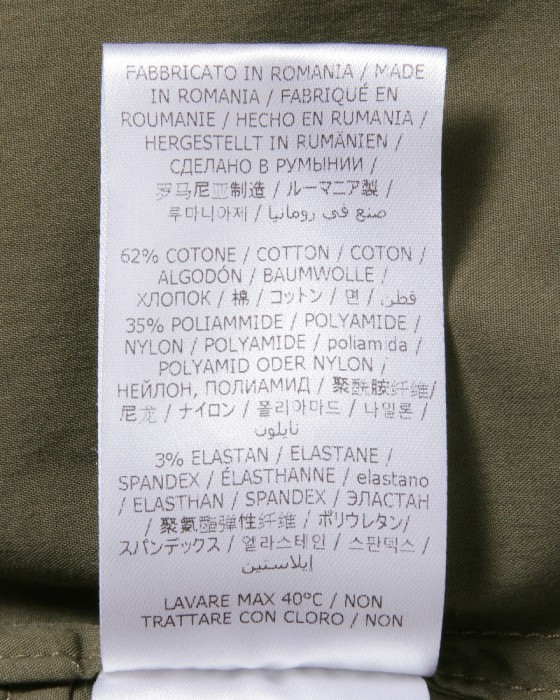 FABBRICATO IN ROMANIA / MADE
IN ROMANIA / FABRIQUÉ EN
ROUMANIE / HECHO EN RUMANIA /
HERGESTELLT IN RUMÄNIEN /
СДЕЛАНО В РУМЫНИИ /
罗马尼亚制造 / ルーマニア製 /
루마니아제 / صنع في رومانيا
62% COTONE / COTTON / COTON /
ALGODÓN / BAUMWOLLE /
ХЛОПОК / 棉 / コットン / 면 / قطن
35% POLIAMMIDE / POLYAMIDE /
NYLON / POLYAMIDE / poliamida /
POLYAMID ODER NYLON /
НЕЙЛОН, ПОЛИАМИД / 聚酰胺纤维/
尼龙 / ナイロン / 폴리아마드 / 나일론 /
نايلون
3% ELASTAN / ELASTANE /
SPANDEX / ÉLASTHANNE / elastano
/ ELASTHAN / SPANDEX / ЭЛАСТАН
/ 聚氨酯弹性纤维 / ポリウレタン/
スパンデックス / 엘라스테인 / 스판덱스 /
إيلاستين
LAVARE MAX 40°C / NON
TRATTARE CON CLORO / NON